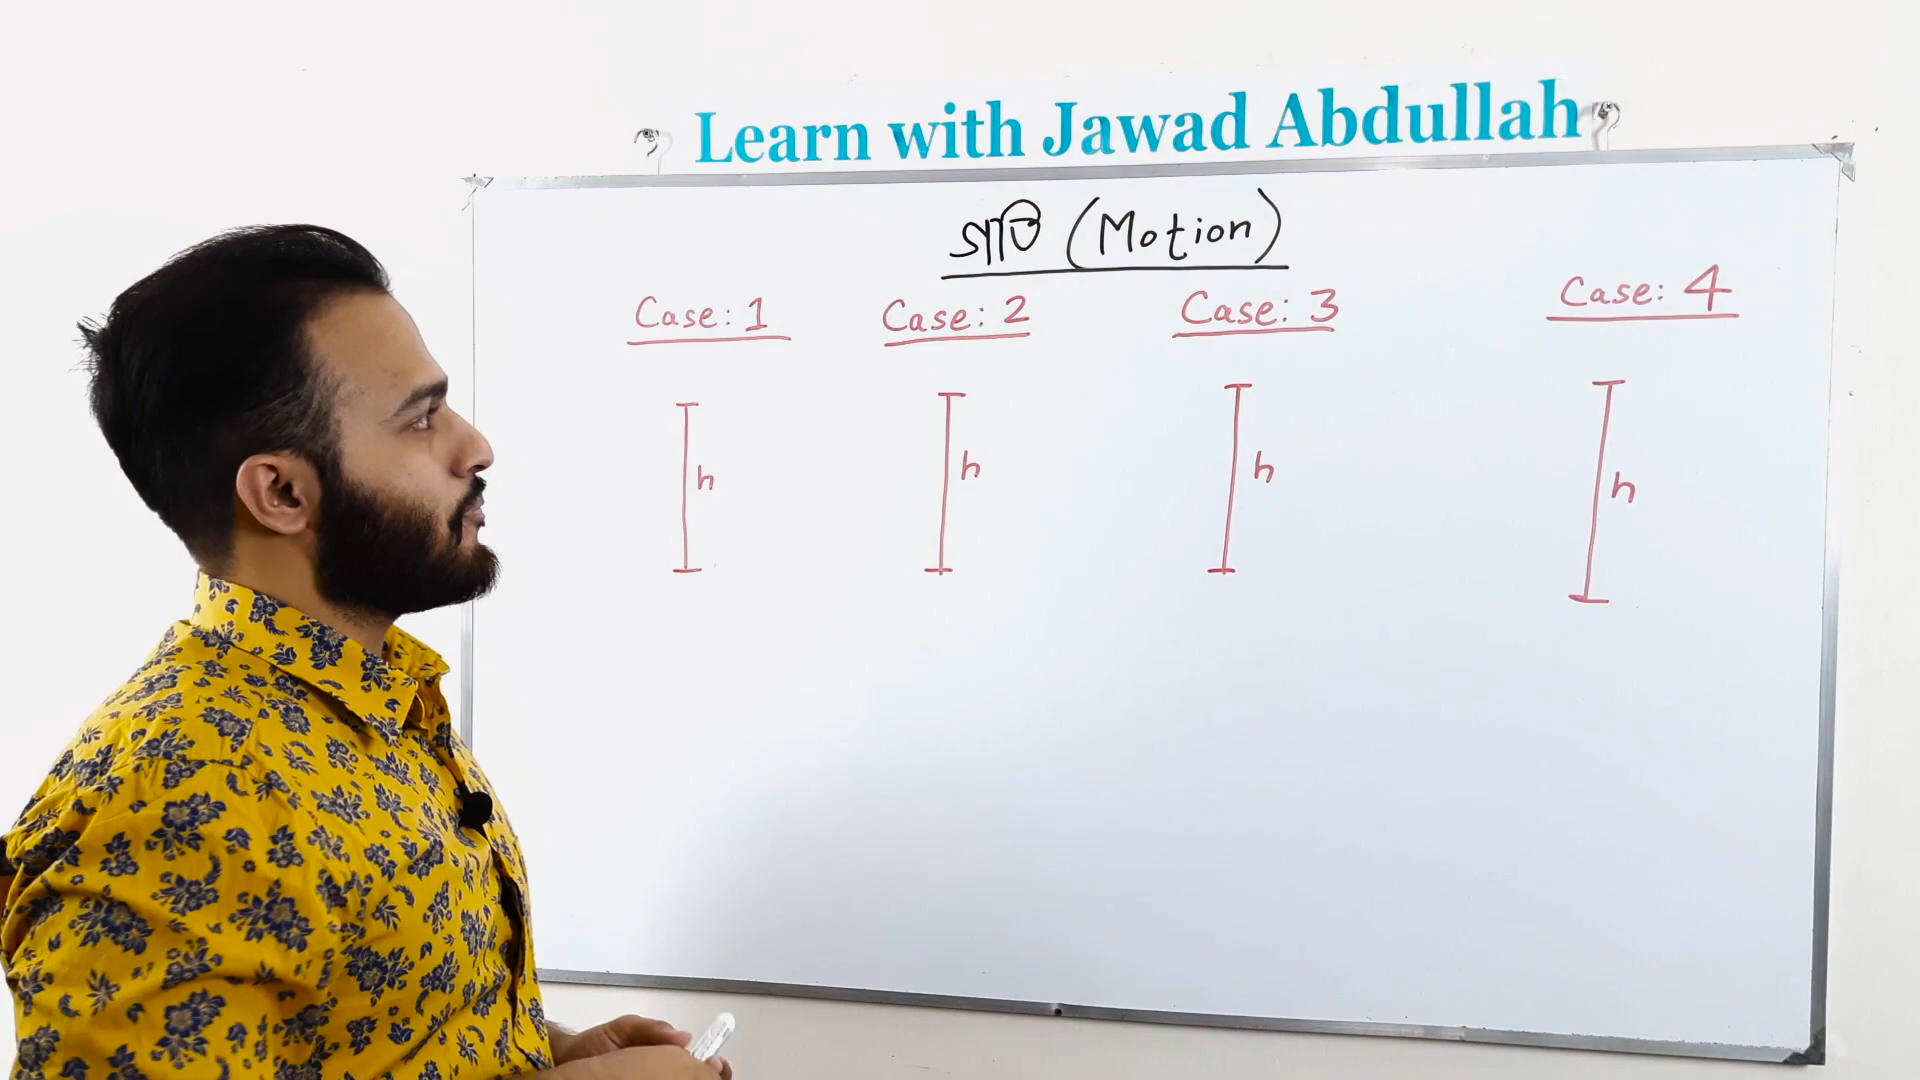 Learn with Jawad Abdullah
গতি (Motion)
Case: 1 Case: 2 Case: 3 Case: 4
h h h h